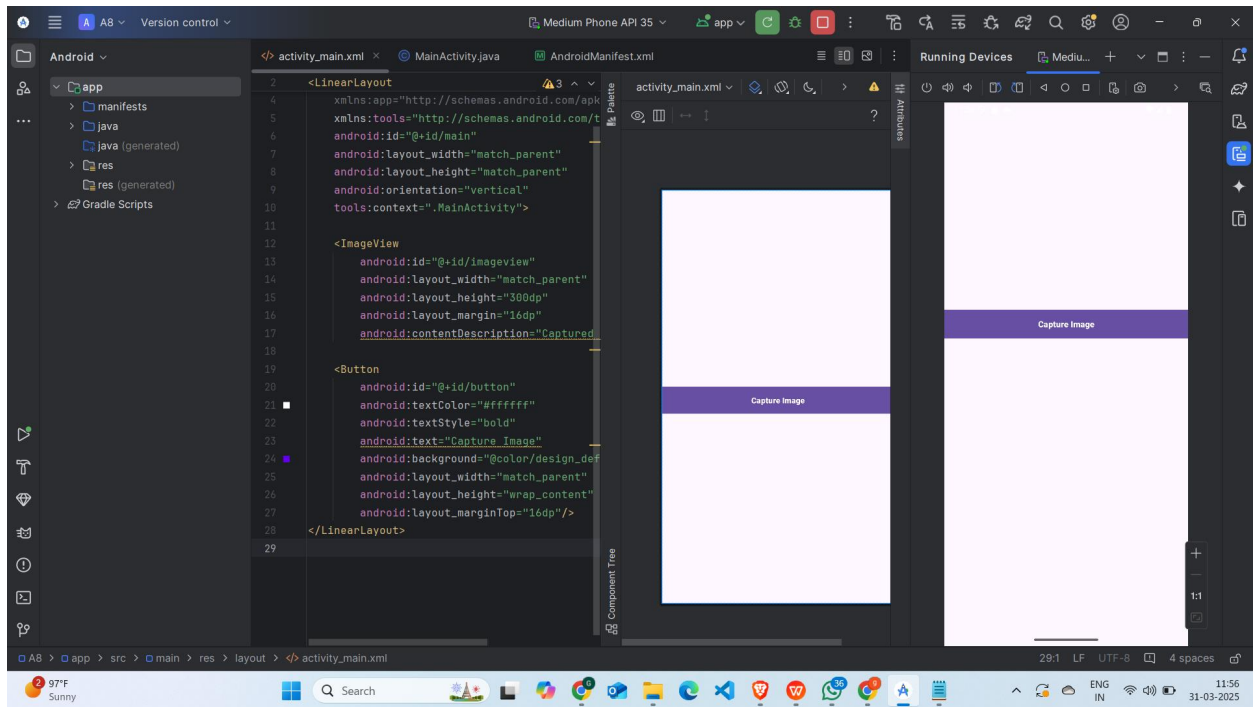 A A8 Version control Medium Phone API 35 app
Android
activity_main.xml MainActivity.java AndroidManifest.xml
Running Devices Mediu...
app
manifests
java
java (generated)
res
res (generated)
Gradle Scripts
2 <LinearLayout 3
4 xmlns:app="http://schemas.android.com/apk
5 xmlns:tools="http://schemas.android.com/t
6 android:id="@+id/main"
7 android:layout_width="match_parent"
8 android:layout_height="match_parent"
9 android:orientation="vertical"
10 tools:context=".MainActivity">
11
12 <ImageView
13 android:id="@+id/imageview"
14 android:layout_width="match_parent"
15 android:layout_height="300dp"
16 android:layout_margin="16dp"
17 android:contentDescription="Captured
18
19 <Button
20 android:id="@+id/button"
21 android:textColor="#ffffff"
22 android:textStyle="bold"
23 android:text="Capture Image"
24 android:background="@color/design_def
25 android:layout_width="match_parent"
26 android:layout_height="wrap_content"
27 android:layout_marginTop="16dp"/>
28 </LinearLayout>
29
Palette
Component Tree
activity_main.xml
?
Attributes
Capture Image
Capture Image
1:1
A8 > app > src > main > res > layout > activity_main.xml
29:1 LF UTF-8 4 spaces
2
97°F
Sunny
Search
36
9
ENG
IN
11:56
31-03-2025